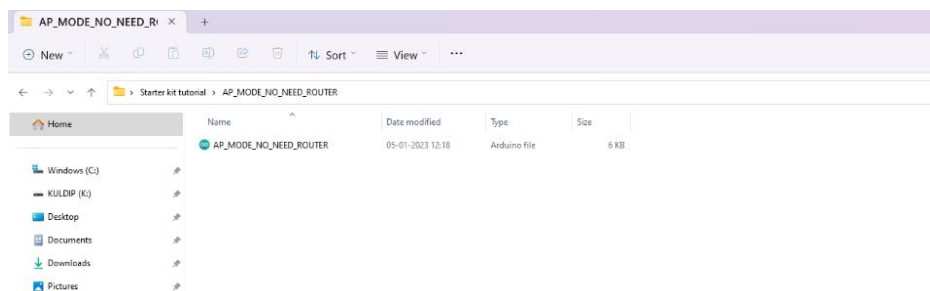 AP_MODE_NO_NEED_R
New Sort View ...
Starter kit tutorial > AP_MODE_NO_NEED_ROUTER
Home Name Date modified Type Size
AP_MODE_NO_NEED_ROUTER 05-01-2023 12:18 Arduino file 6 KB
Windows (C:)
KULDIP (K:)
Desktop
Documents
Downloads
Pictures